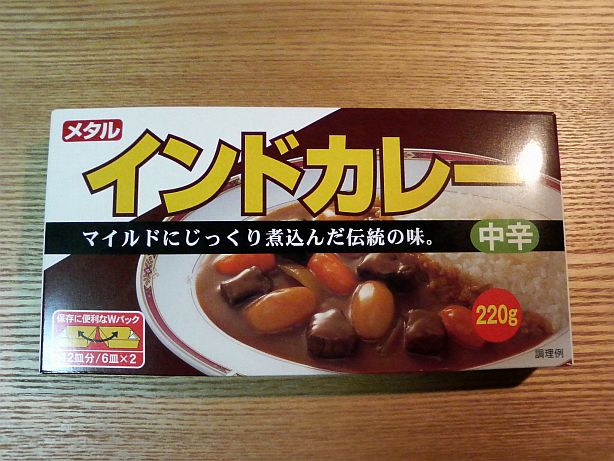 メタル
インドカレー
マイルドにじっくり煮込んだ伝統の味。
中辛
保存に便利なWパック
12皿分/6皿×2
220g
調理例